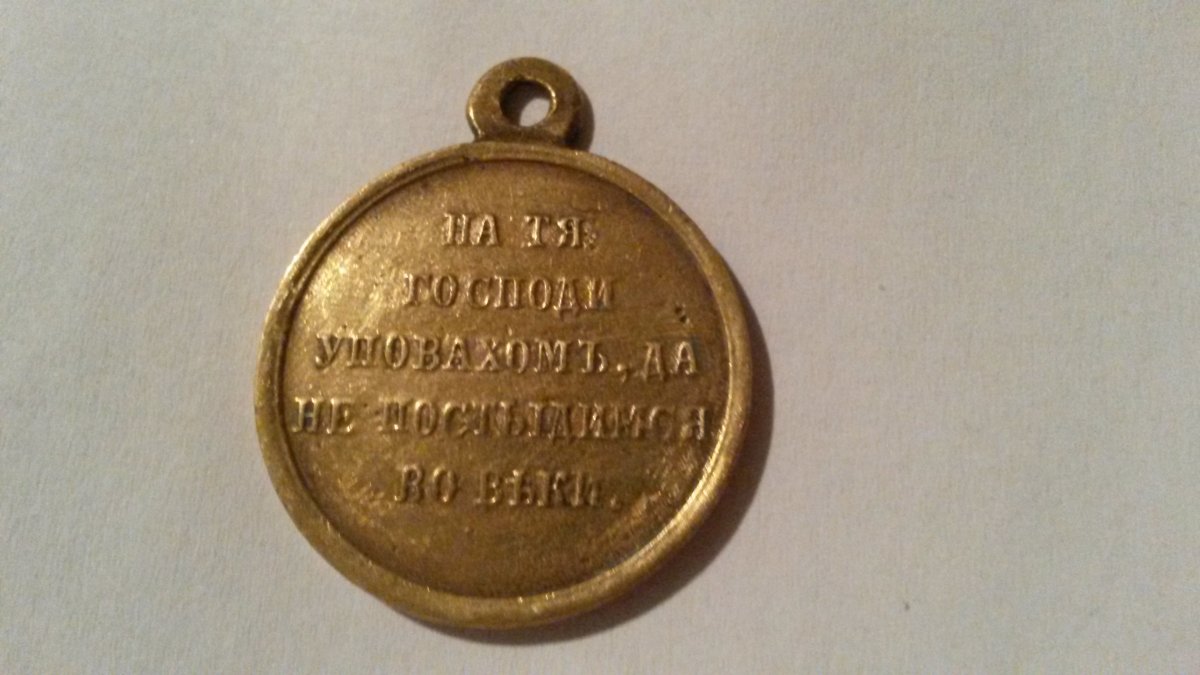 НА ТЯ
ГОСПОДИ
УПОВАХОМЪ, ДА
НЕ ПОСТЫДИМСЯ
ВО ВѢКИ.